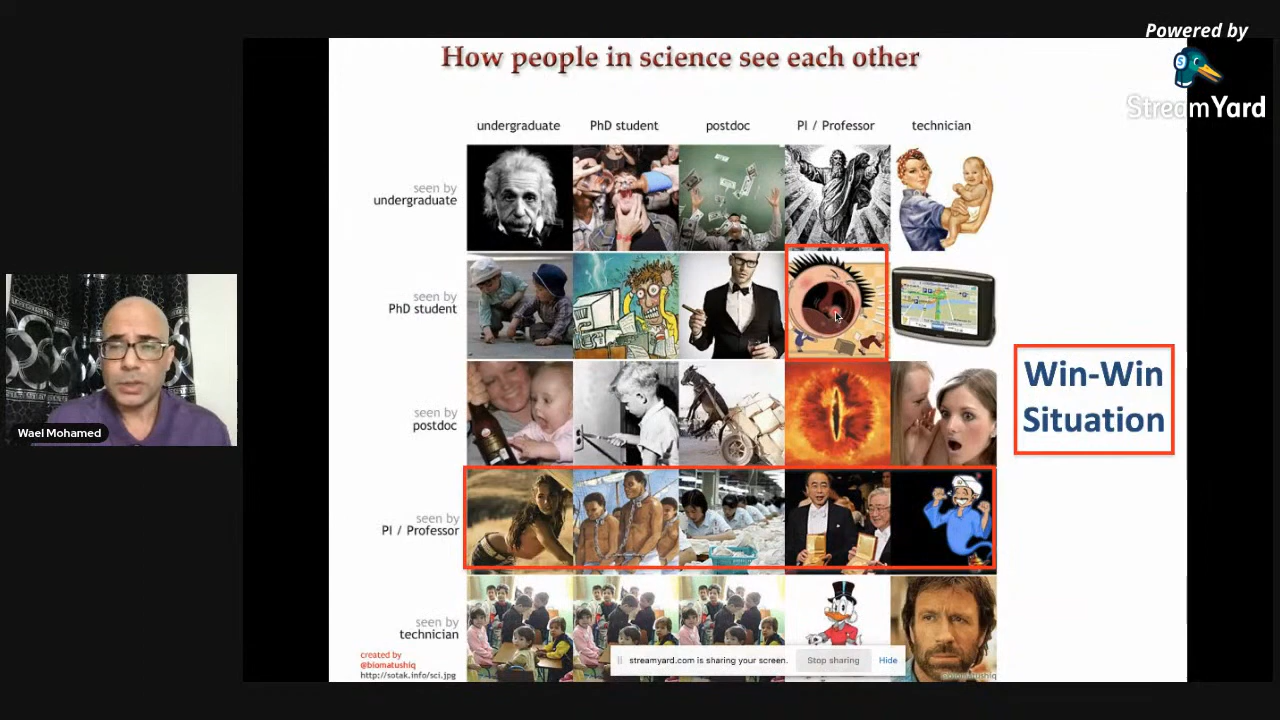 Powered by
StreamYard
How people in science see each other
undergraduate PhD student postdoc PI / Professor technician
seen by
undergraduate
seen by
PhD student
seen by
postdoc
Win-Win
Situation
Wael Mohamed
seen by
PI / Professor
seen by
technician
created by
@biomatushiq
http://sotak.info/sci.jpg
streamyard.com is sharing your screen. Stop sharing Hide
@biomatushiq